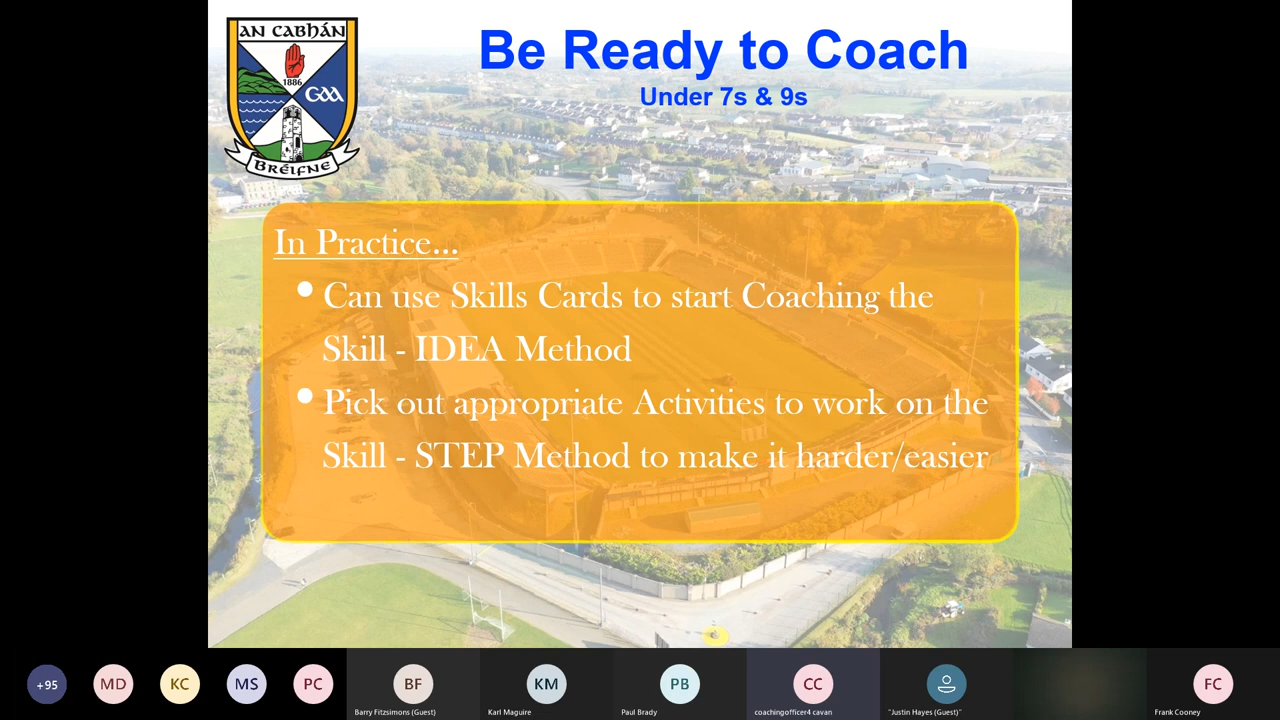 AN CABHÁN
1886
GAA
BRÉIFNE
Be Ready to Coach
Under 7s & 9s
In Practice...
• Can use Skills Cards to start Coaching the
Skill - IDEA Method
• Pick out appropriate Activities to work on the
Skill - STEP Method to make it harder/easier
+95
MD
KC
MS
PC
BF
KM
PB
CC
FC
Barry Fitzsimons (Guest)
Karl Maguire
Paul Brady
coachingofficer4 cavan
"Justin Hayes (Guest)"
Frank Cooney